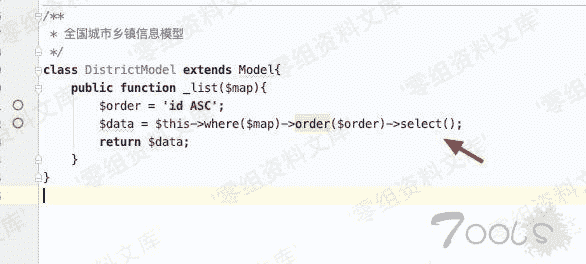 /**
* 全国城市乡镇信息模型
*/
class DistrictModel extends Model{
public function _list($map){
$order = 'id ASC';
$data = $this->where($map)->order($order)->select();
return $data;
}
}
零组资料文库
7OOLS